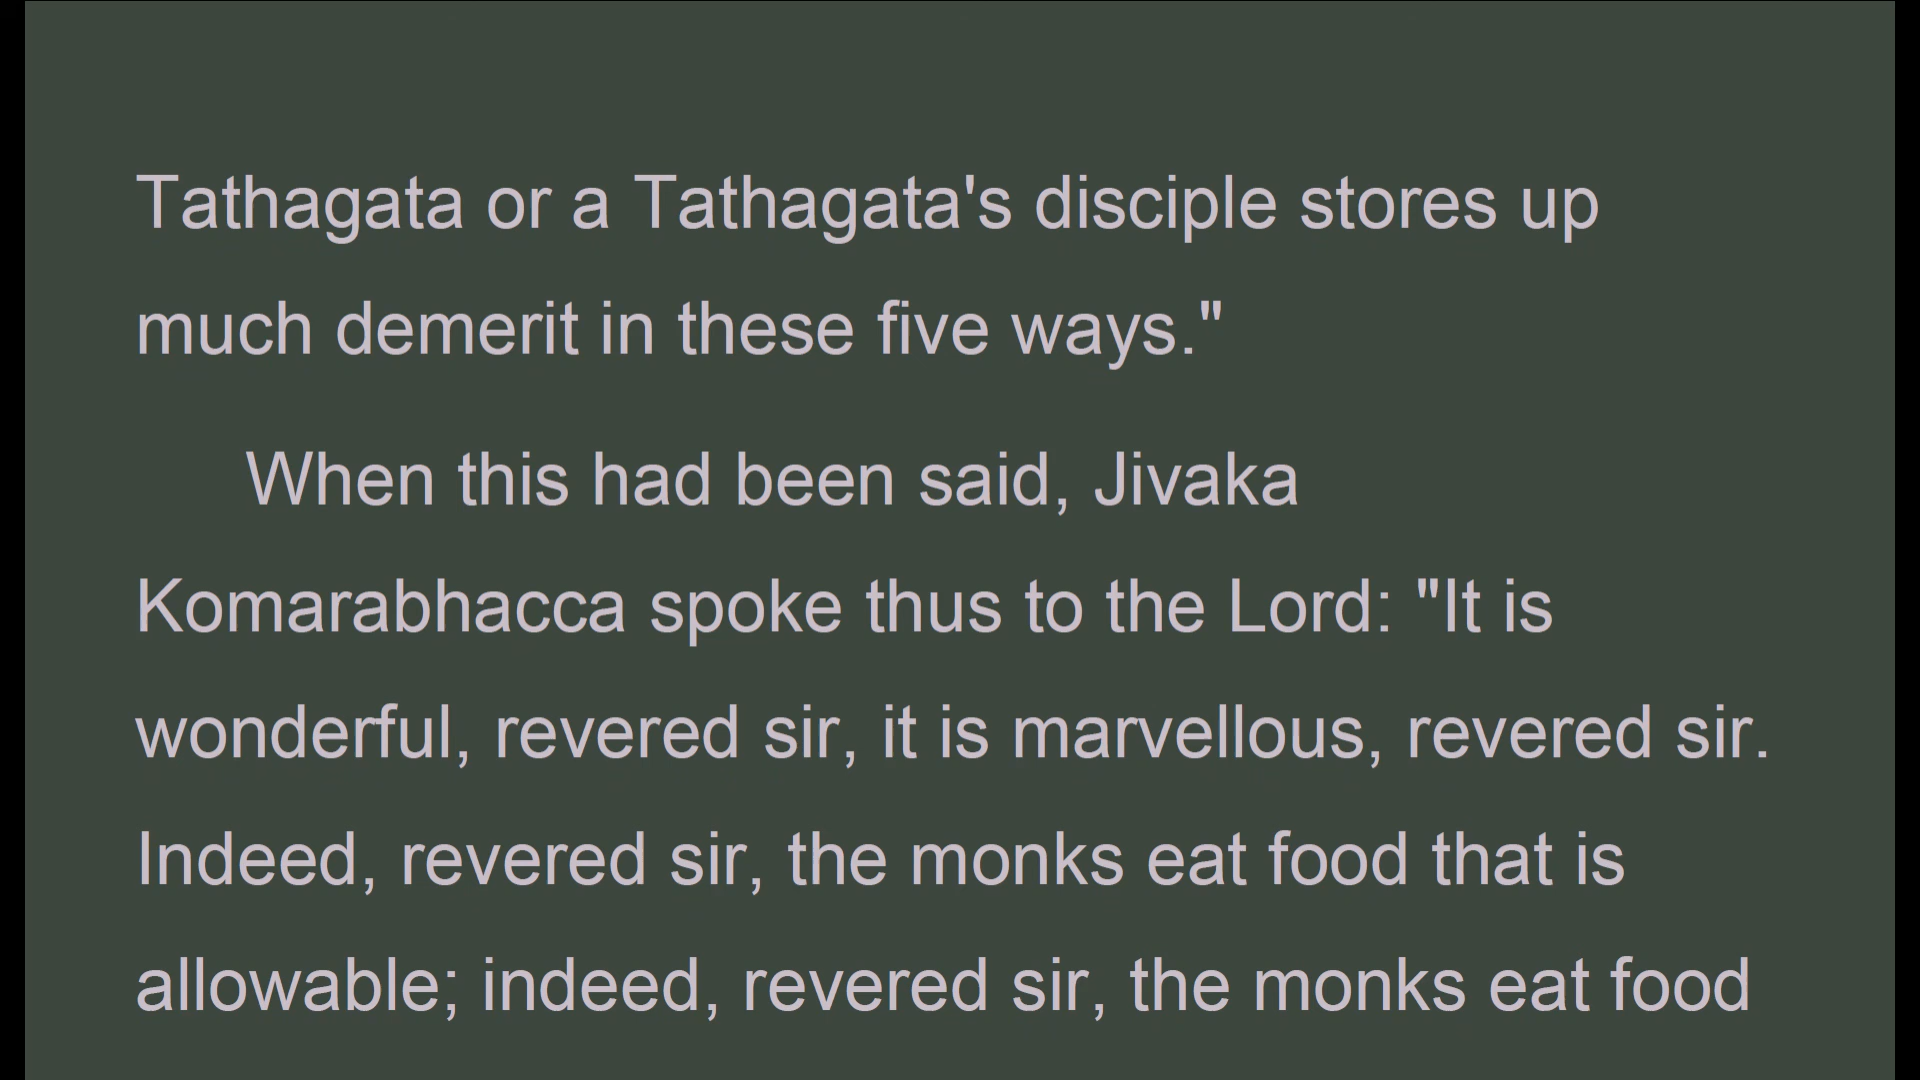 Tathagata or a Tathagata's disciple stores up
much demerit in these five ways."
When this had been said, Jivaka
Komarabhacca spoke thus to the Lord: "It is
wonderful, revered sir, it is marvellous, revered sir.
Indeed, revered sir, the monks eat food that is
allowable; indeed, revered sir, the monks eat food